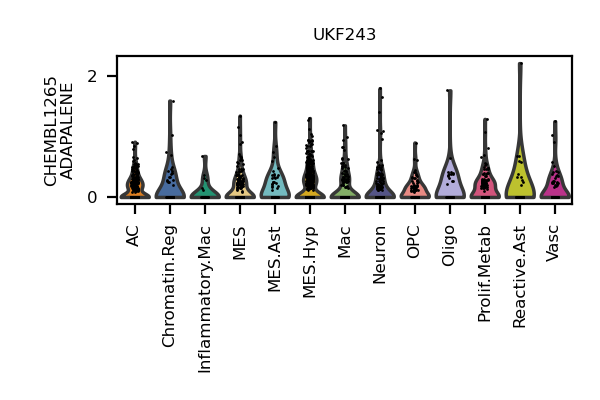 UKF243
CHEMBL1265
ADAPALENE
2
0
AC
Chromatin.Reg
Inflammatory.Mac
MES
MES.Ast
MES.Hyp
Mac
Neuron
OPC
Oligo
Prolif.Metab
Reactive.Ast
Vasc